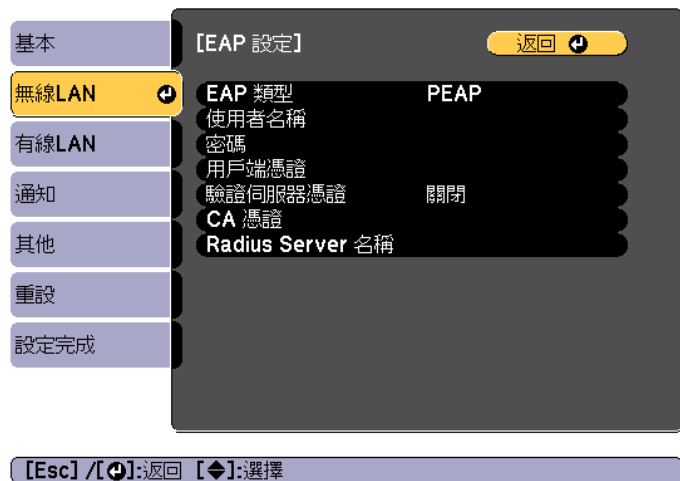 基本
無線LAN
有線LAN
通知
其他
重設
設定完成
[EAP 設定]
返回
EAP 類型 PEAP
使用者名稱
密碼
用戶端憑證
驗證伺服器憑證 關閉
CA 憑證
Radius Server 名稱
[Esc] /[⏎]:返回 [◆]:選擇